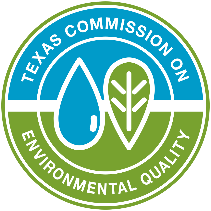 TEXAS COMMISSION ON
ENVIRONMENTAL QUALITY